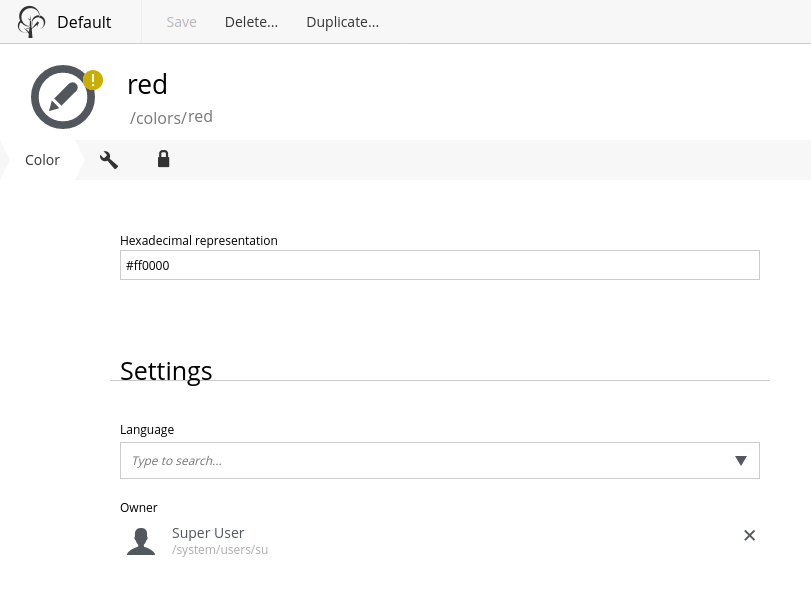 Default Save Delete... Duplicate...
red
/colors/red
Color
Hexadecimal representation
#ff0000
Settings
Language
Type to search...
Owner
Super User
/system/users/su